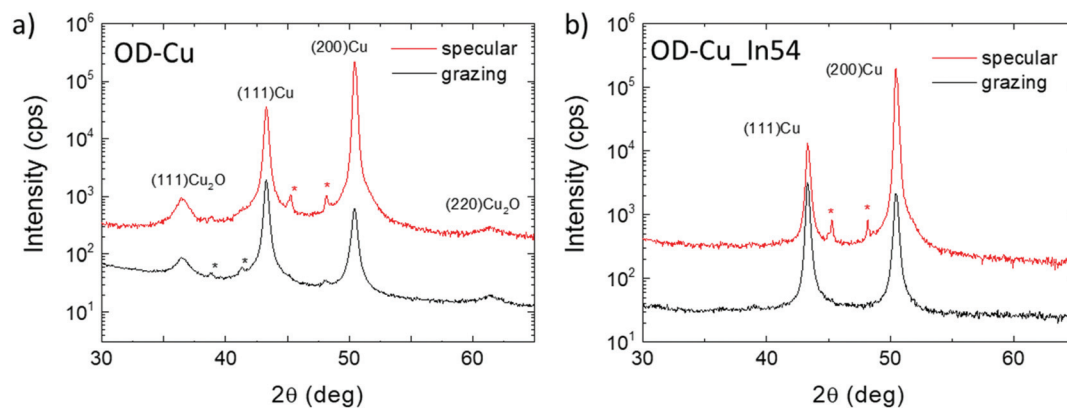 a)
OD-Cu
specular
grazing
(111)Cu₂O
(111)Cu
(200)Cu
(220)Cu₂O
*
*
*
*
Intensity (cps)
10⁶
10⁵
10⁴
10³
10²
10¹
30
40
50
60
2θ (deg)
b)
OD-Cu_In54
specular
grazing
(111)Cu
(200)Cu
*
*
Intensity (cps)
10⁶
10⁵
10⁴
10³
10²
10¹
30
40
50
60
2θ (deg)